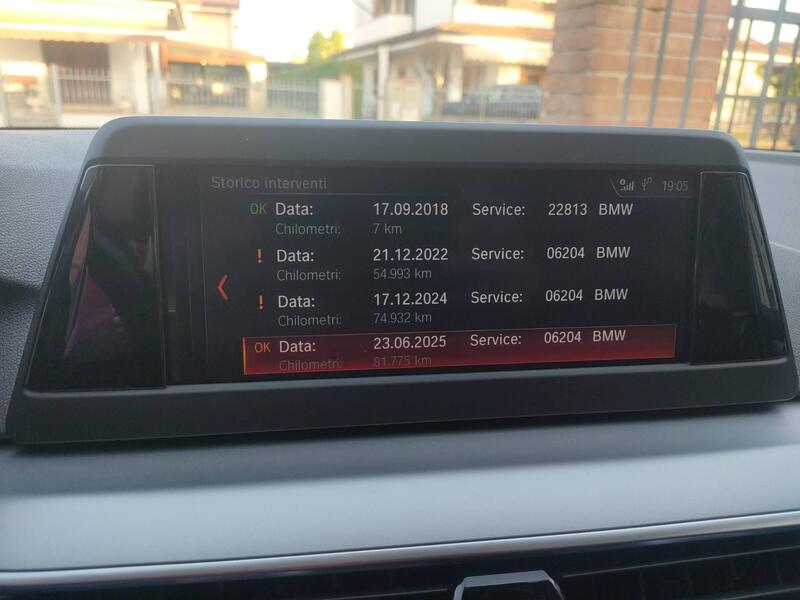 Storico interventi 19:05
OK Data: 17.09.2018 Service: 22813 BMW
Chilometri: 7 km
! Data: 21.12.2022 Service: 06204 BMW
Chilometri: 54.993 km
! Data: 17.12.2024 Service: 06204 BMW
Chilometri: 74.932 km
OK Data: 23.06.2025 Service: 06204 BMW
Chilometri: 81.775 km